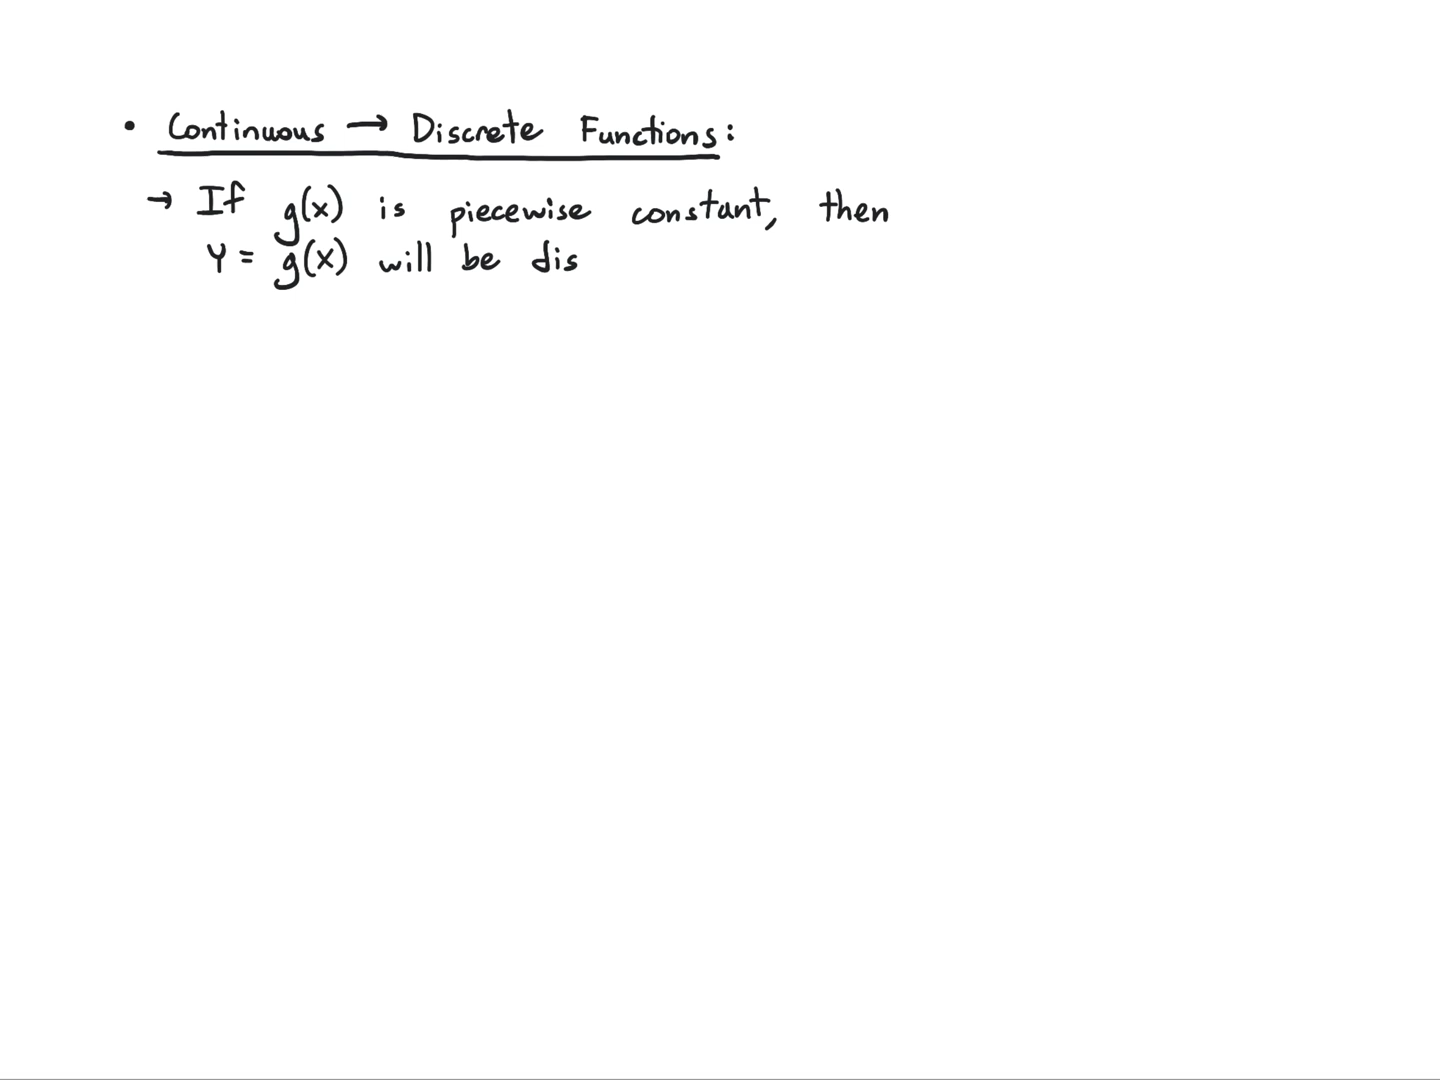 • Continuous → Discrete Functions:
→ If g(x) is piecewise constant, then
Y = g(X) will be dis